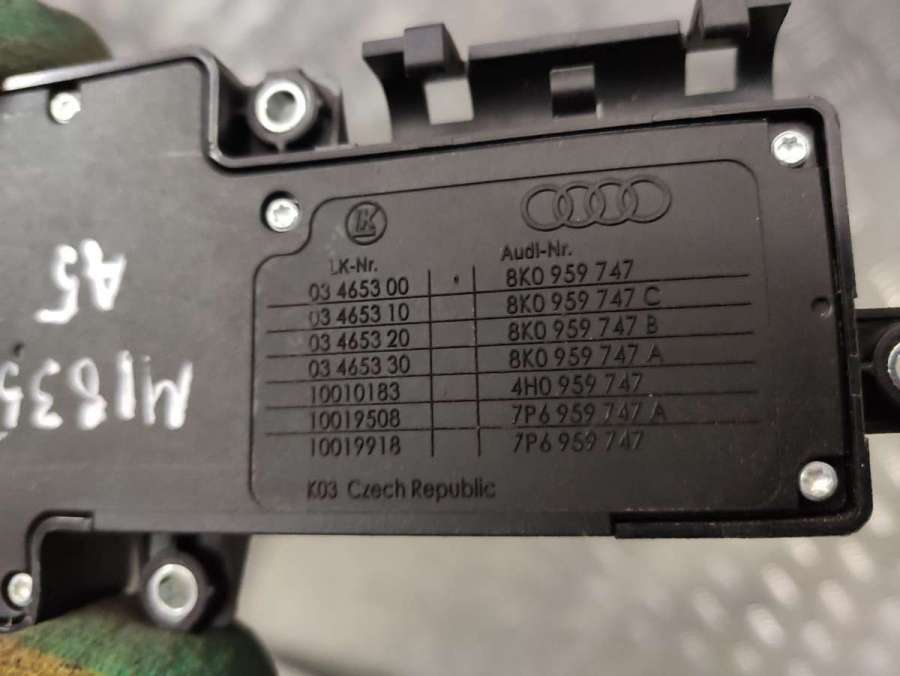 LK
LK-Nr. Audi-Nr.
03 4653 00 8K0 959 747
03 4653 10 8K0 959 747 C
03 4653 20 8K0 959 747 B
03 4653 30 8K0 959 747 A
10010183 4H0 959 747
10019508 7P6 959 747 A
10019918 7P6 959 747
K03 Czech Republic
A5
M1835